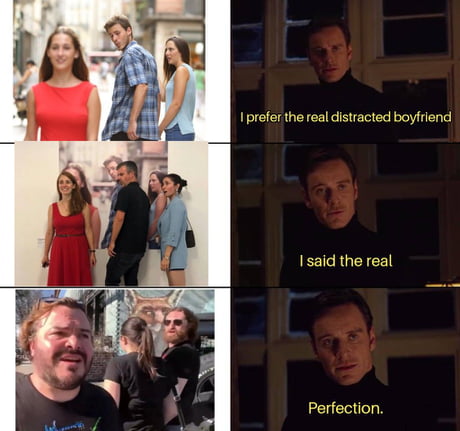 I prefer the real distracted boyfriend
I said the real
Perfection.